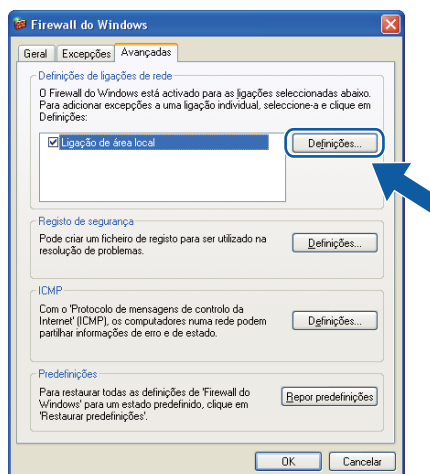 Firewall do Windows
Geral Excepções Avançadas
Definições de ligações de rede
O Firewall do Windows está activado para as ligações seleccionadas abaixo.
Para adicionar excepções a uma ligação individual, seleccione-a e clique em
Definições:
Ligação de área local
Definições...
Registo de segurança
Pode criar um ficheiro de registo para ser utilizado na
resolução de problemas.
Definições...
ICMP
Com o 'Protocolo de mensagens de controlo da
Internet' (ICMP), os computadores numa rede podem
partilhar informações de erro e de estado.
Definições...
Predefinições
Para restaurar todas as definições de 'Firewall do
Windows' para um estado predefinido, clique em
'Restaurar predefinições'.
Repor predefinições
OK Cancelar